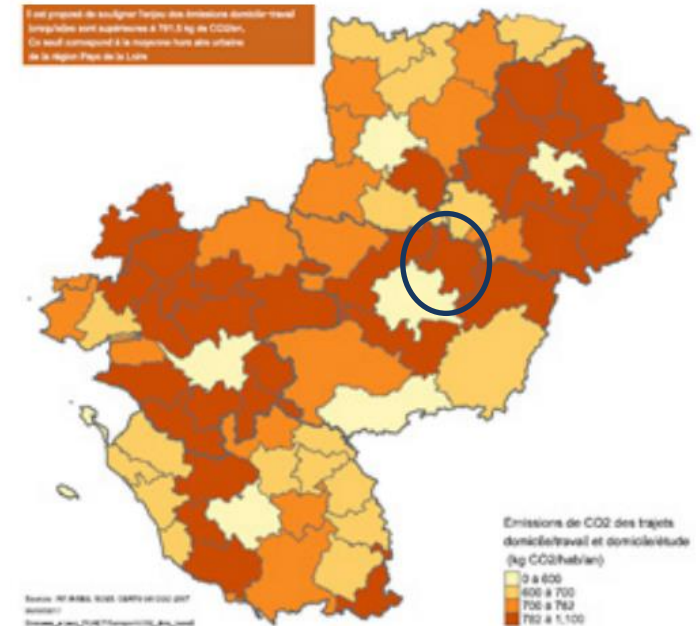 Il est proposé de souligner l'enjeu des émissions domicile-travail
lorsqu'elles sont supérieures à 781,5 kg de CO2/an.
Ce seuil correspond à la moyenne hors aire urbaine
de la région Pays de la Loire
Emissions de CO2 des trajets
domicile/travail et domicile/étude
(kg CO2/hab/an)
0 à 600
600 à 700
700 à 782
782 à 1,100